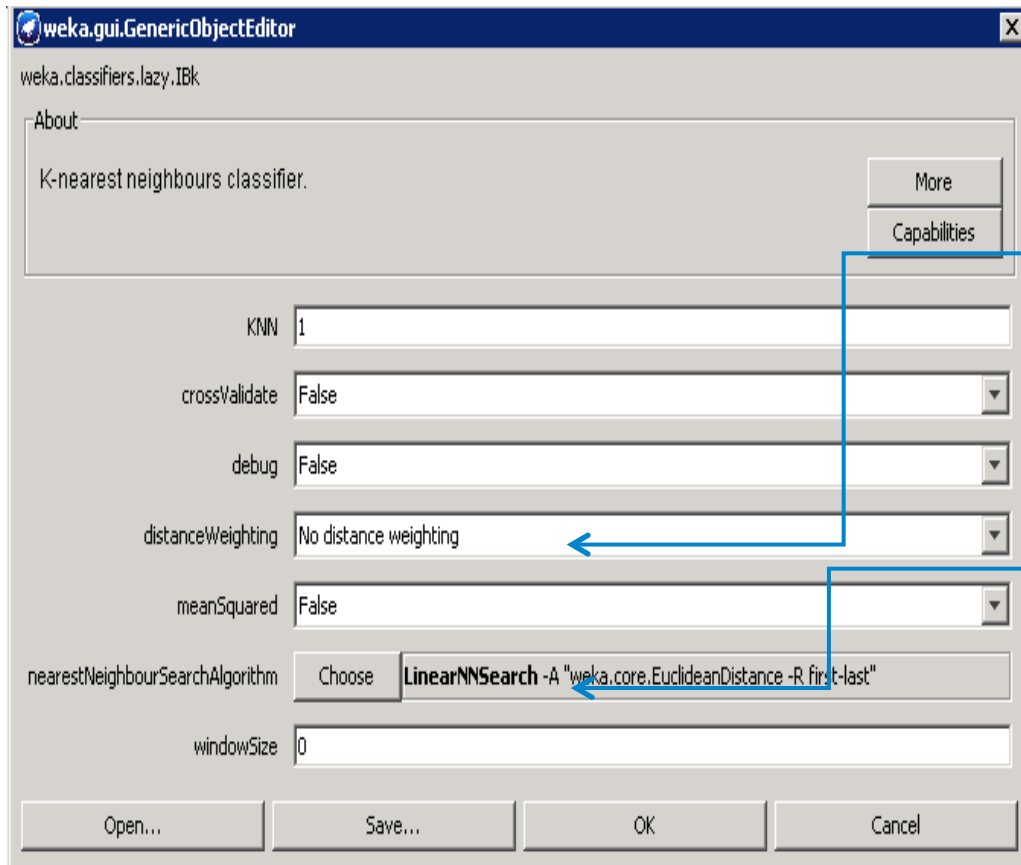 weka.gui.GenericObjectEditor
X
weka.classifiers.lazy.IBk
About
K-nearest neighbours classifier.
More
Capabilities
KNN 1
crossValidate False
debug False
distanceWeighting No distance weighting
meanSquared False
nearestNeighbourSearchAlgorithm Choose LinearNNSearch -A "weka.core.EuclideanDistance -R first-last"
windowSize 0
Open... Save... OK Cancel